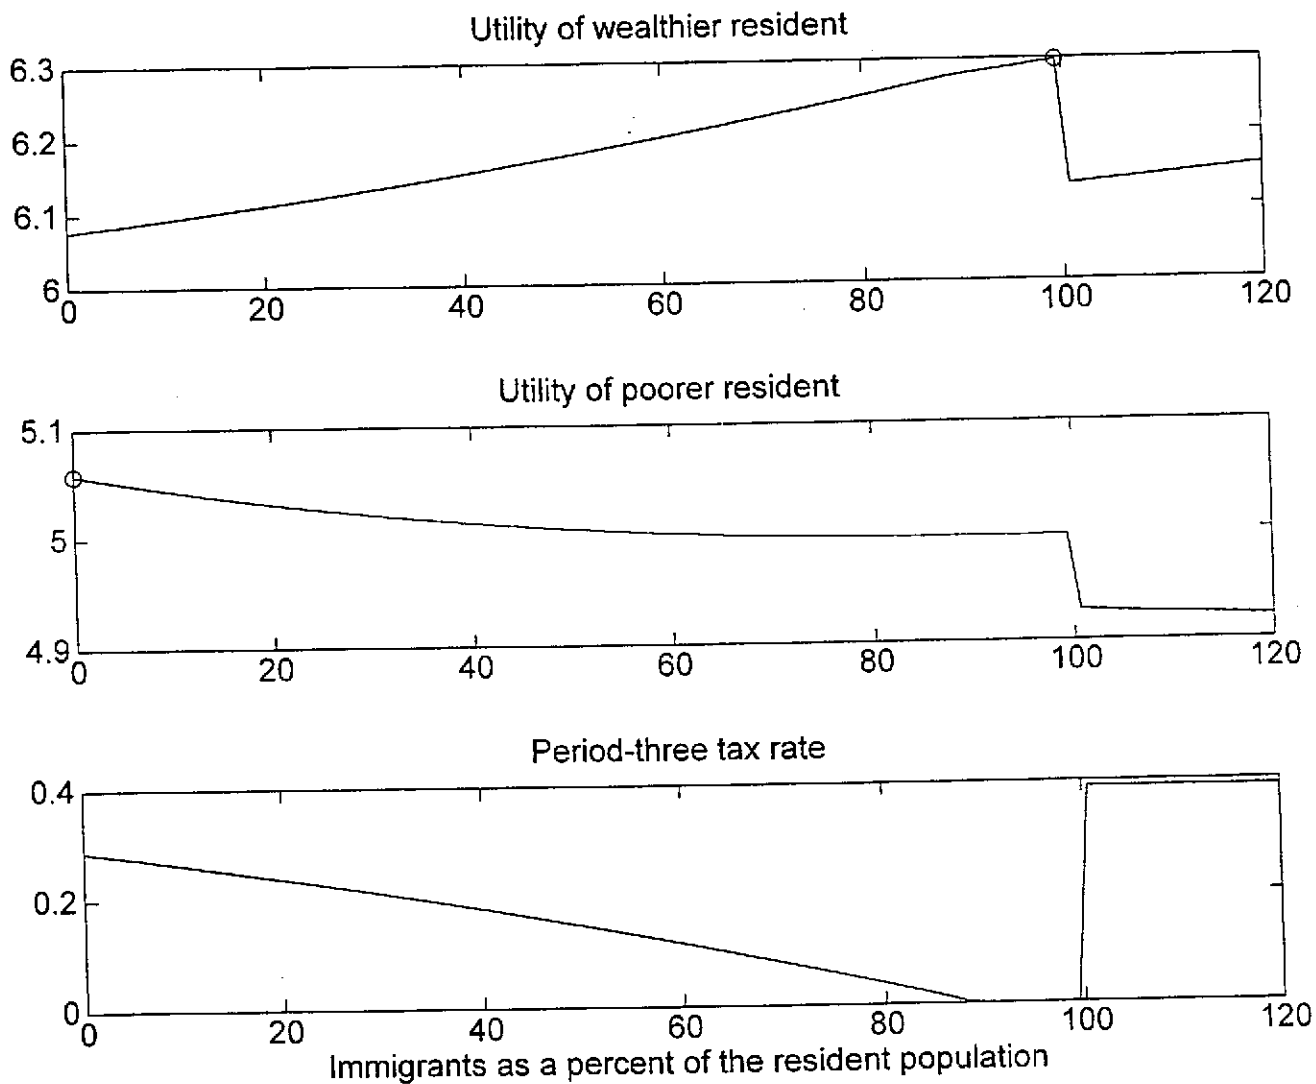 Utility of wealthier resident
6.3
6.2
6.1
6
0 20 40 60 80 100 120
Utility of poorer resident
5.1
5
4.9
0 20 40 60 80 100 120
Period-three tax rate
0.4
0.2
0
0 20 40 60 80 100 120
Immigrants as a percent of the resident population